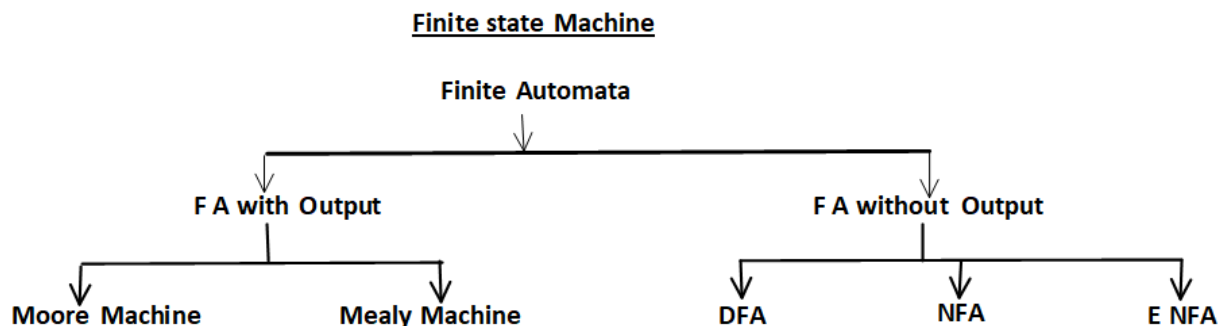 Finite state Machine
Finite Automata
F A with Output
F A without Output
Moore Machine
Mealy Machine
DFA
NFA
E NFA